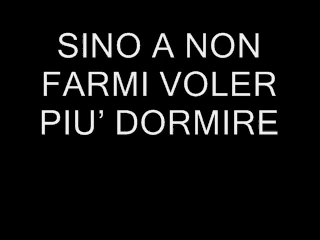 SINO A NON
FARMI VOLER
PIU’ DORMIRE